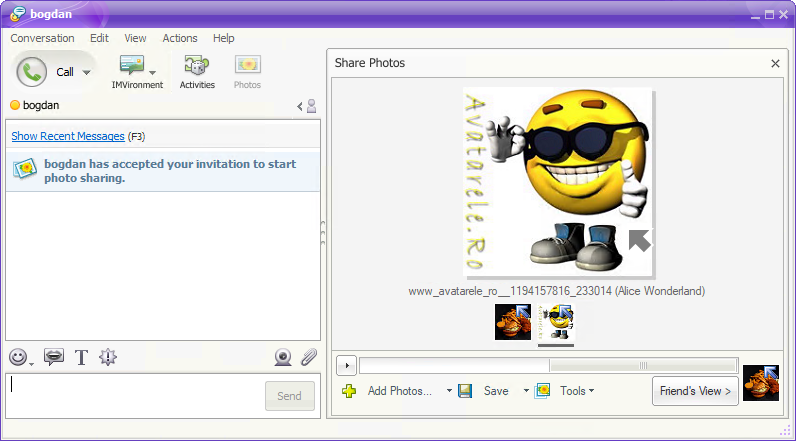 bogdan
Conversation Edit View Actions Help
Call
IMVironment
Activities
Photos
bogdan
Show Recent Messages (F3)
bogdan has accepted your invitation to start
photo sharing.
Send
Share Photos
Avatarele.Ro
www_avatarele_ro__1194157816_233014 (Alice Wonderland)
Add Photos... Save Tools Friend's View >